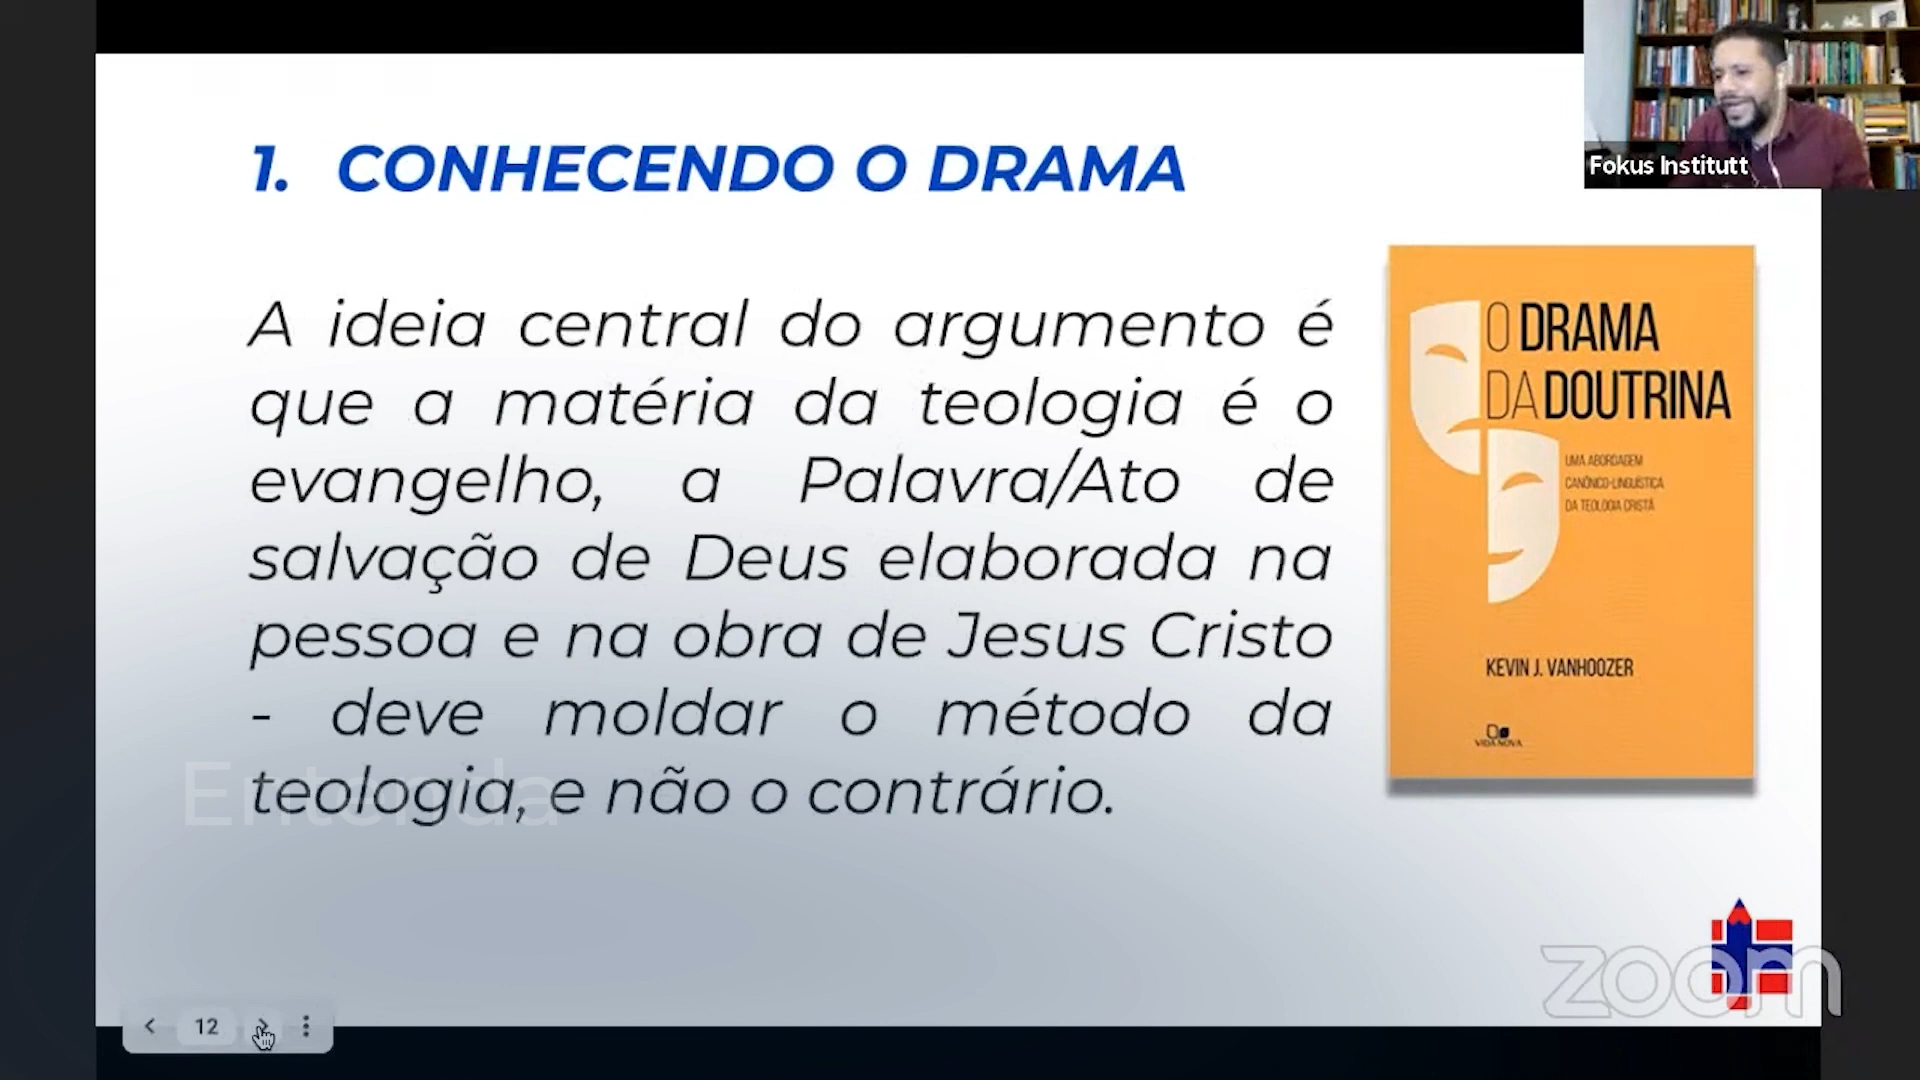 Fokus Institutt
1. CONHECENDO O DRAMA
A ideia central do argumento é
que a matéria da teologia é o
evangelho, a Palavra/Ato de
salvação de Deus elaborada na
pessoa e na obra de Jesus Cristo
- deve moldar o método da
teologia, e não o contrário.
Entenda
O DRAMA
DA DOUTRINA
UMA ABORDAGEM
CANÔNICO-LINGUÍSTICA
DA TEOLOGIA CRISTÃ
KEVIN J. VANHOOZER
VIDA NOVA
zoom
12